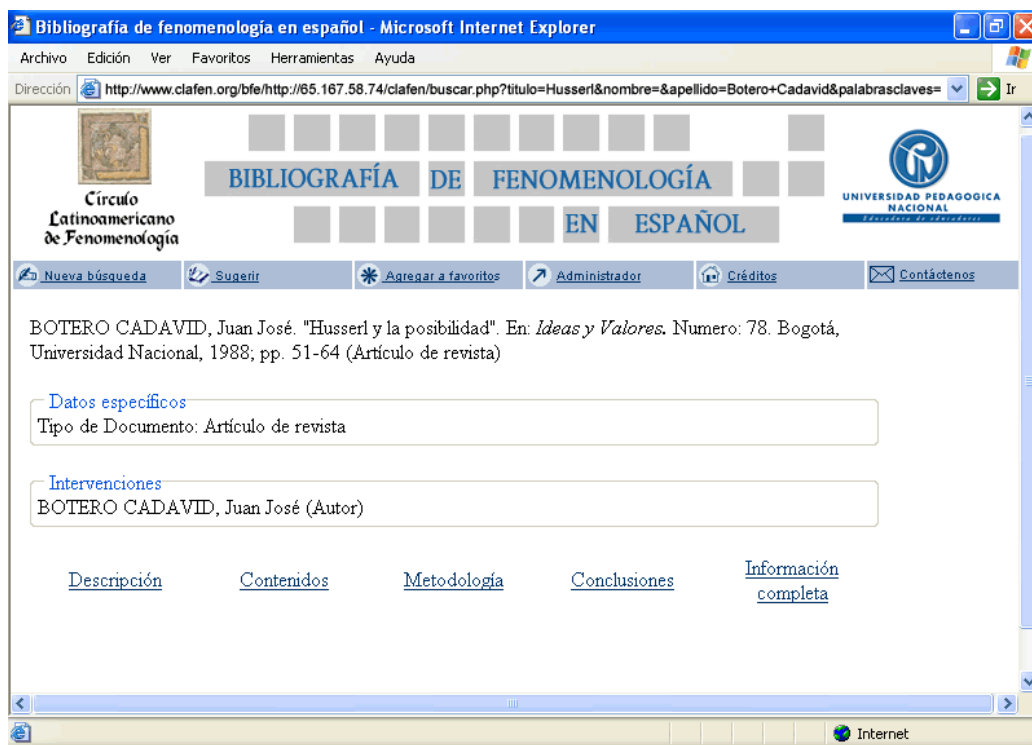 Bibliografía de fenomenología en español - Microsoft Internet Explorer
Archivo Edición Ver Favoritos Herramientas Ayuda
Dirección http://www.clafen.org/bfe/http://65.167.58.74/clafen/buscar.php?titulo=Husserl&nombre=&apellido=Botero+Cadavid&palabrasclaves= Ir
Círculo
Latinoamericano
de Fenomenología
BIBLIOGRAFÍA DE FENOMENOLOGÍA
EN ESPAÑOL
UNIVERSIDAD PEDAGOGICA
NACIONAL
Educadora de educadores
Nueva búsqueda Sugerir Agregar a favoritos Administrador Créditos Contáctenos
BOTERO CADAVID, Juan José. "Husserl y la posibilidad". En: Ideas y Valores. Numero: 78. Bogotá,
Universidad Nacional, 1988; pp. 51-64 (Artículo de revista)
Datos específicos
Tipo de Documento: Artículo de revista
Intervenciones
BOTERO CADAVID, Juan José (Autor)
Descripción Contenidos Metodología Conclusiones Información
completa
Internet